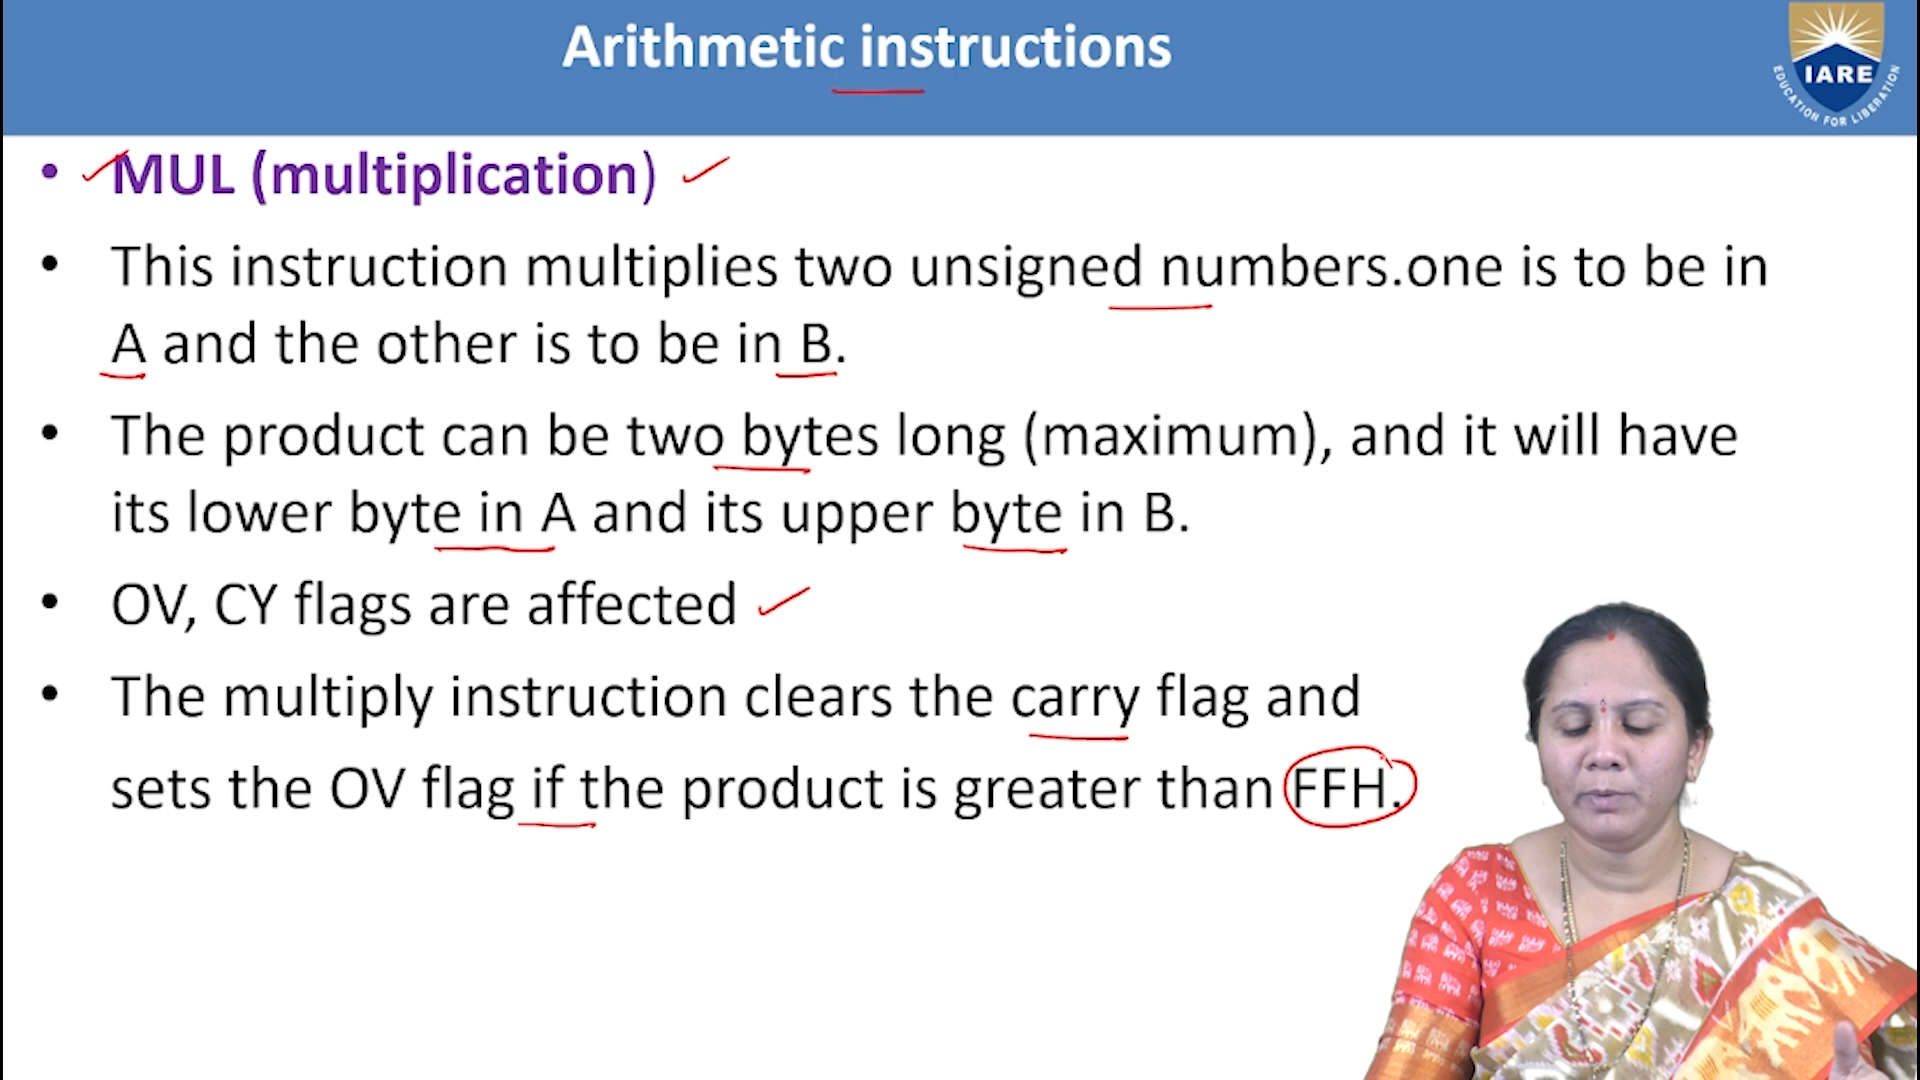 Arithmetic instructions
IARE
EDUCATION FOR LIBERATION
• MUL (multiplication)
• This instruction multiplies two unsigned numbers.one is to be in
A and the other is to be in B.
• The product can be two bytes long (maximum), and it will have
its lower byte in A and its upper byte in B.
• OV, CY flags are affected
• The multiply instruction clears the carry flag and
sets the OV flag if the product is greater than FFH.